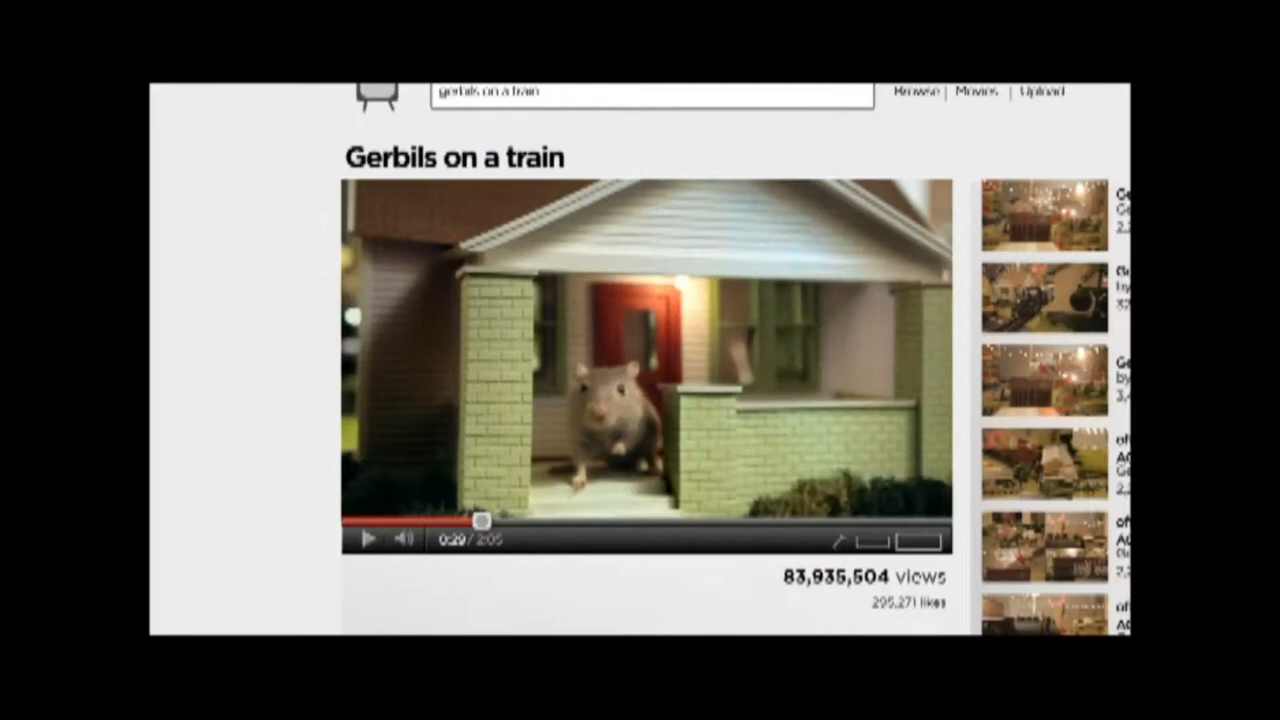 gerbils on a train
Browse | Movies | Upload
Gerbils on a train
0:29 / 2:05
83,935,504 views
295,271 likes